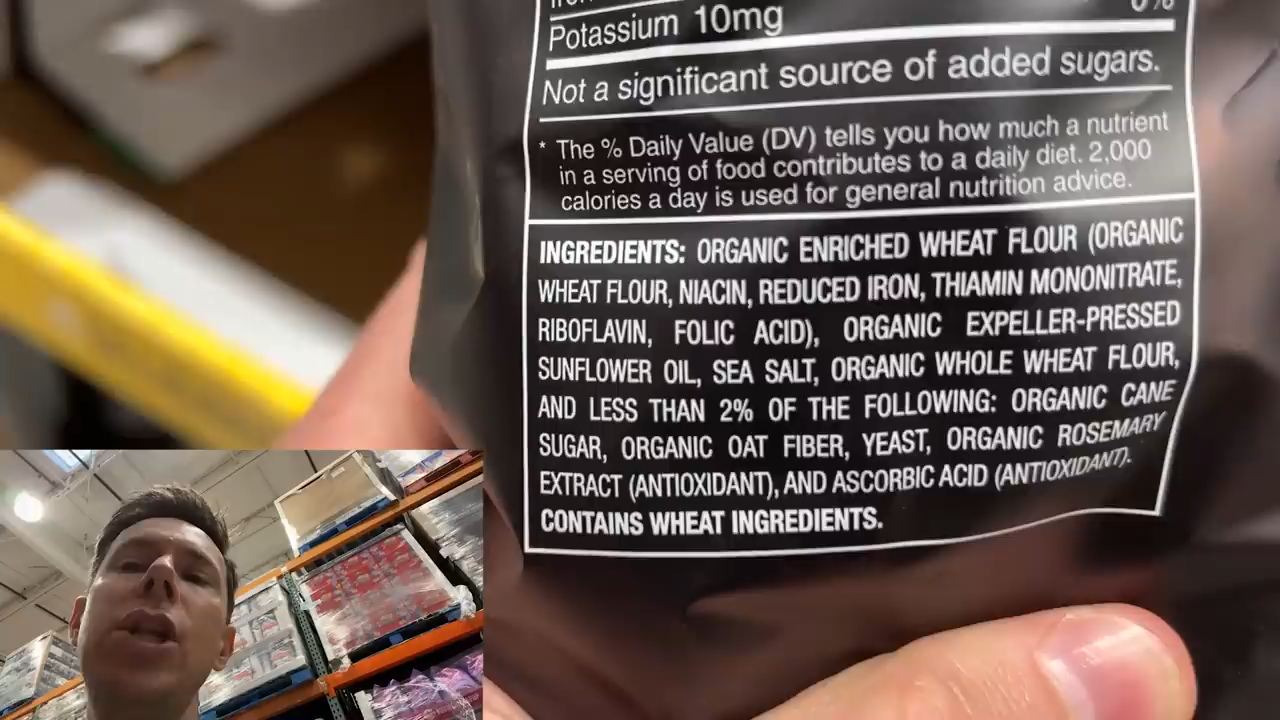 Potassium 10mg
0%
Not a significant source of added sugars.
* The % Daily Value (DV) tells you how much a nutrient
in a serving of food contributes to a daily diet. 2,000
calories a day is used for general nutrition advice.
INGREDIENTS: ORGANIC ENRICHED WHEAT FLOUR (ORGANIC
WHEAT FLOUR, NIACIN, REDUCED IRON, THIAMIN MONONITRATE,
RIBOFLAVIN, FOLIC ACID), ORGANIC EXPELLER-PRESSED
SUNFLOWER OIL, SEA SALT, ORGANIC WHOLE WHEAT FLOUR,
AND LESS THAN 2% OF THE FOLLOWING: ORGANIC CANE
SUGAR, ORGANIC OAT FIBER, YEAST, ORGANIC ROSEMARY
EXTRACT (ANTIOXIDANT), AND ASCORBIC ACID (ANTIOXIDANT).
CONTAINS WHEAT INGREDIENTS.